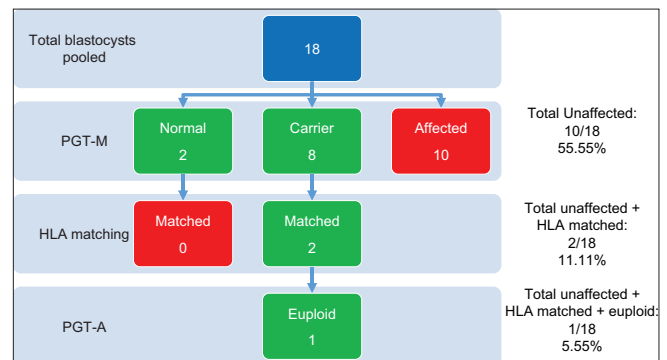 Total blastocysts
pooled
18
PGT-M
Normal
2
Carrier
8
Affected
10
Total Unaffected:
10/18
55.55%
HLA matching
Matched
0
Matched
2
Total unaffected +
HLA matched:
2/18
11.11%
PGT-A
Euploid
1
Total unaffected +
HLA matched + euploid:
1/18
5.55%